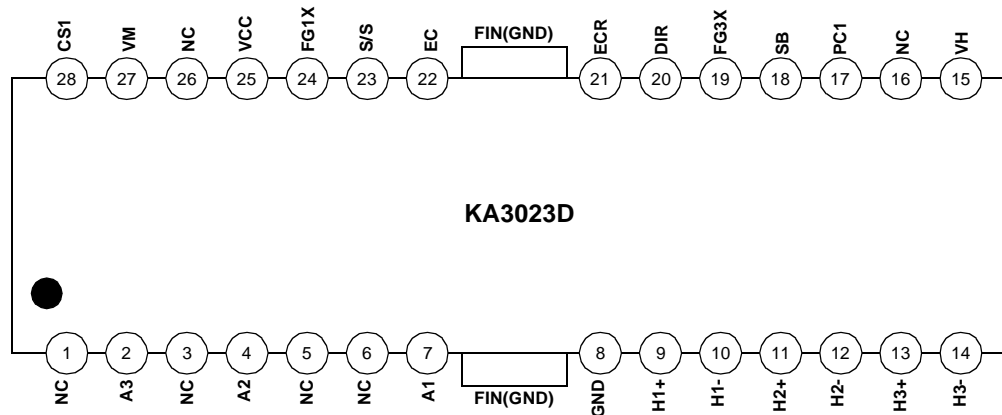 CS1 VM NC VCC FG1X S/S EC FIN(GND) ECR DIR FG3X SB PC1 NC VH
28 27 26 25 24 23 22 21 20 19 18 17 16 15
KA3023D
1 2 3 4 5 6 7 8 9 10 11 12 13 14
NC A3 NC A2 NC NC A1 FIN(GND) GND H1+ H1- H2+ H2- H3+ H3-